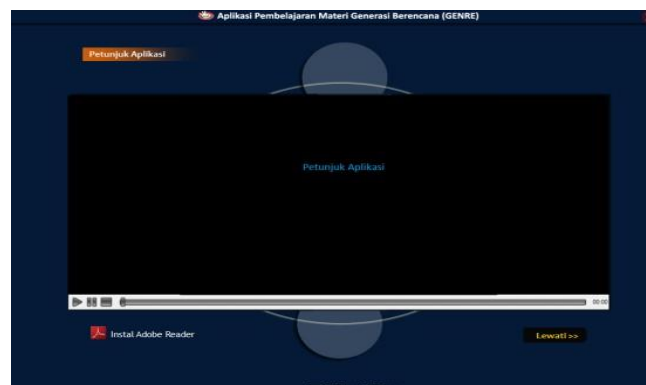 Aplikasi Pembelajaran Materi Generasi Berencana (GENRE)
Petunjuk Aplikasi
Petunjuk Aplikasi
00:00
Instal Adobe Reader
Lewati >>